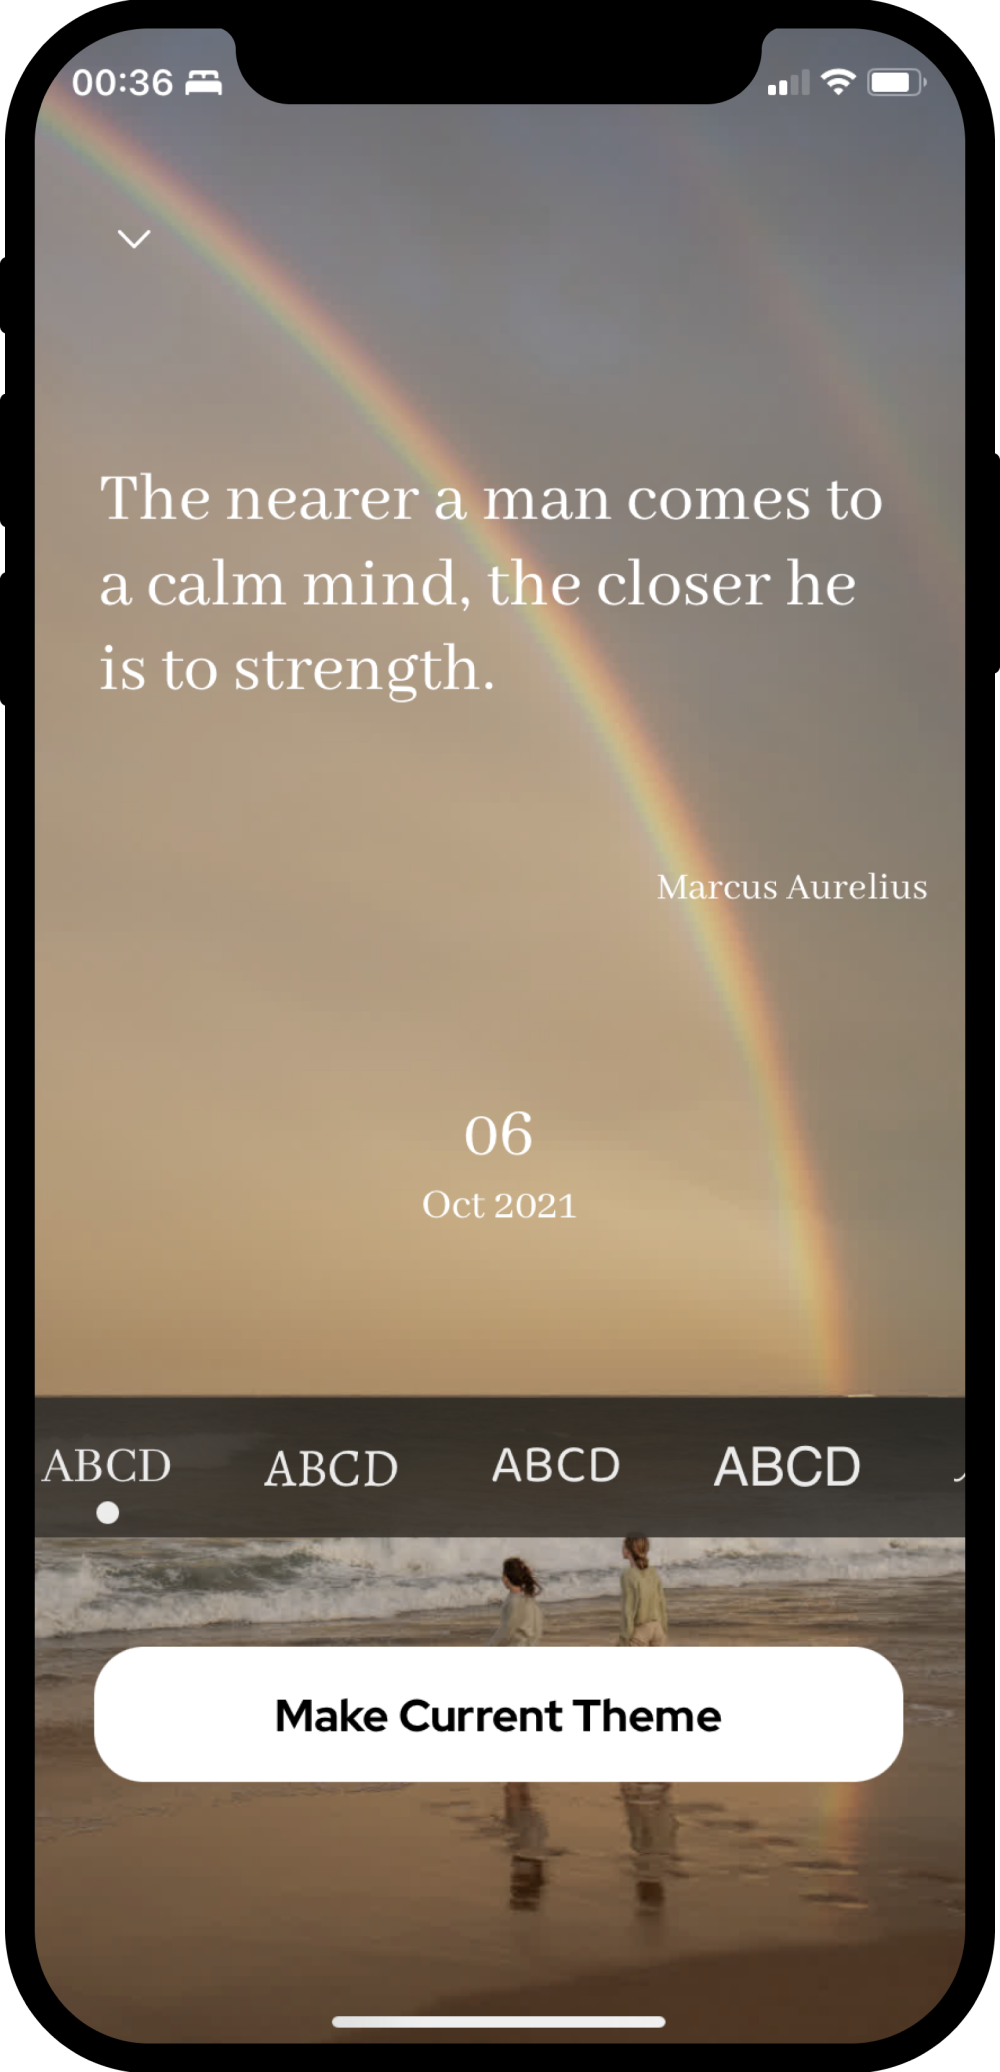 00:36
The nearer a man comes to
a calm mind, the closer he
is to strength.
Marcus Aurelius
06
Oct 2021
ABCD ABCD ABCD ABCD
Make Current Theme